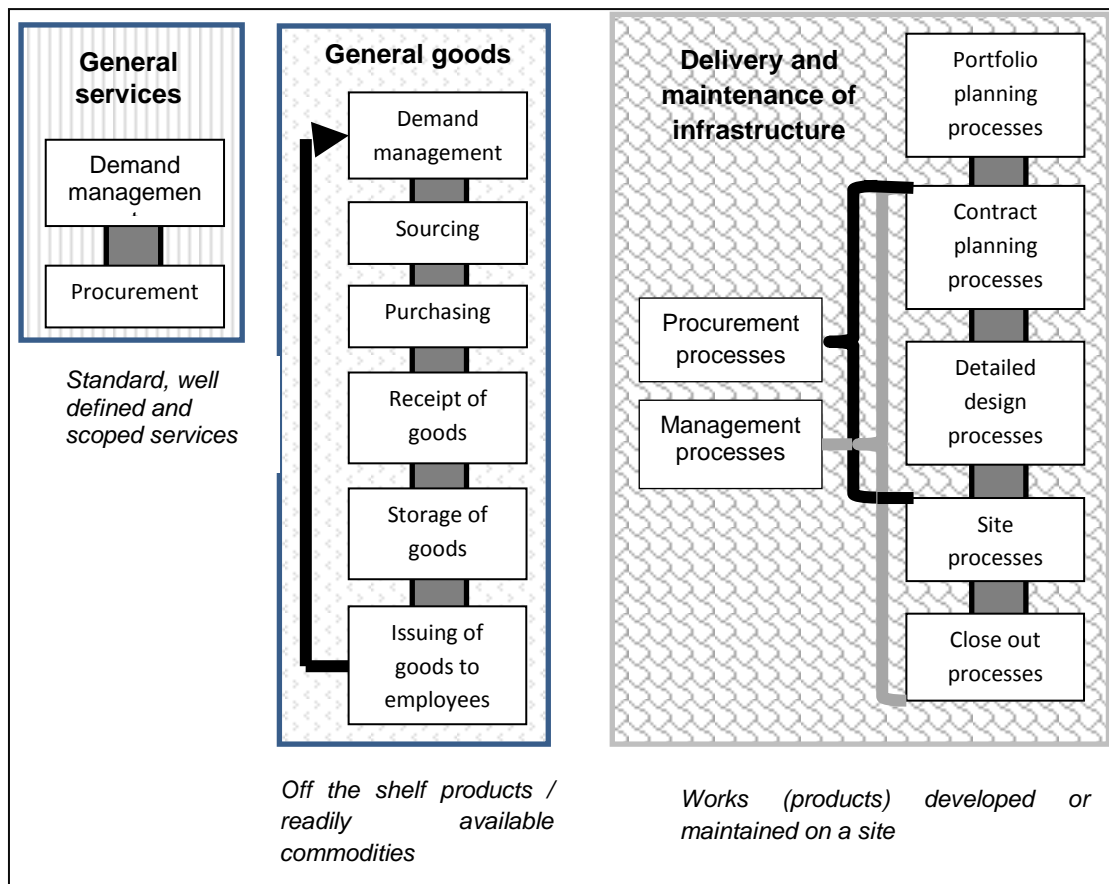 General
services
Demand
managemen
Procurement
Standard, well
defined and
scoped services
General goods
Demand
management
Sourcing
Purchasing
Receipt of
goods
Storage of
goods
Issuing of
goods to
employees
Off the shelf products /
readily available
commodities
Delivery and
maintenance of
infrastructure
Procurement
processes
Management
processes
Portfolio
planning
processes
Contract
planning
processes
Detailed
design
processes
Site
processes
Close out
processes
Works (products) developed or
maintained on a site